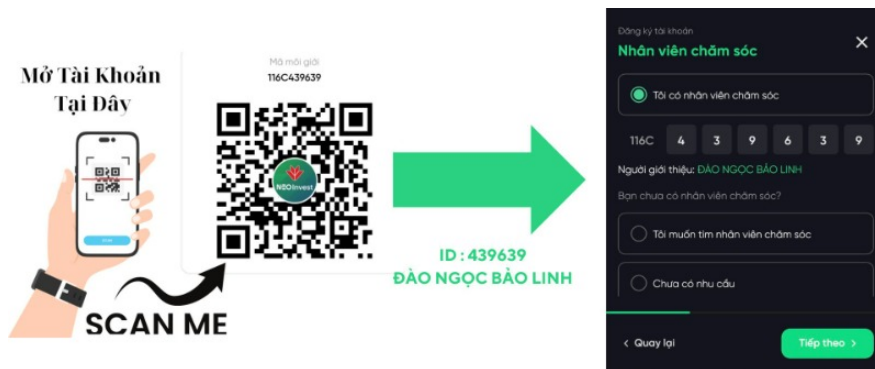 Mở Tài Khoản
Tại Đây
SCAN ME
Mã môi giới
116C439639
NEOInvest
ID : 439639
ĐÀO NGỌC BẢO LINH
Đăng ký tài khoản
Nhân viên chăm sóc
Tôi có nhân viên chăm sóc
116C 4 3 9 6 3 9
Người giới thiệu: ĐÀO NGỌC BẢO LINH
Bạn chưa có nhân viên chăm sóc?
Tôi muốn tìm nhân viên chăm sóc
Chưa có nhu cầu
Quay lại
Tiếp theo